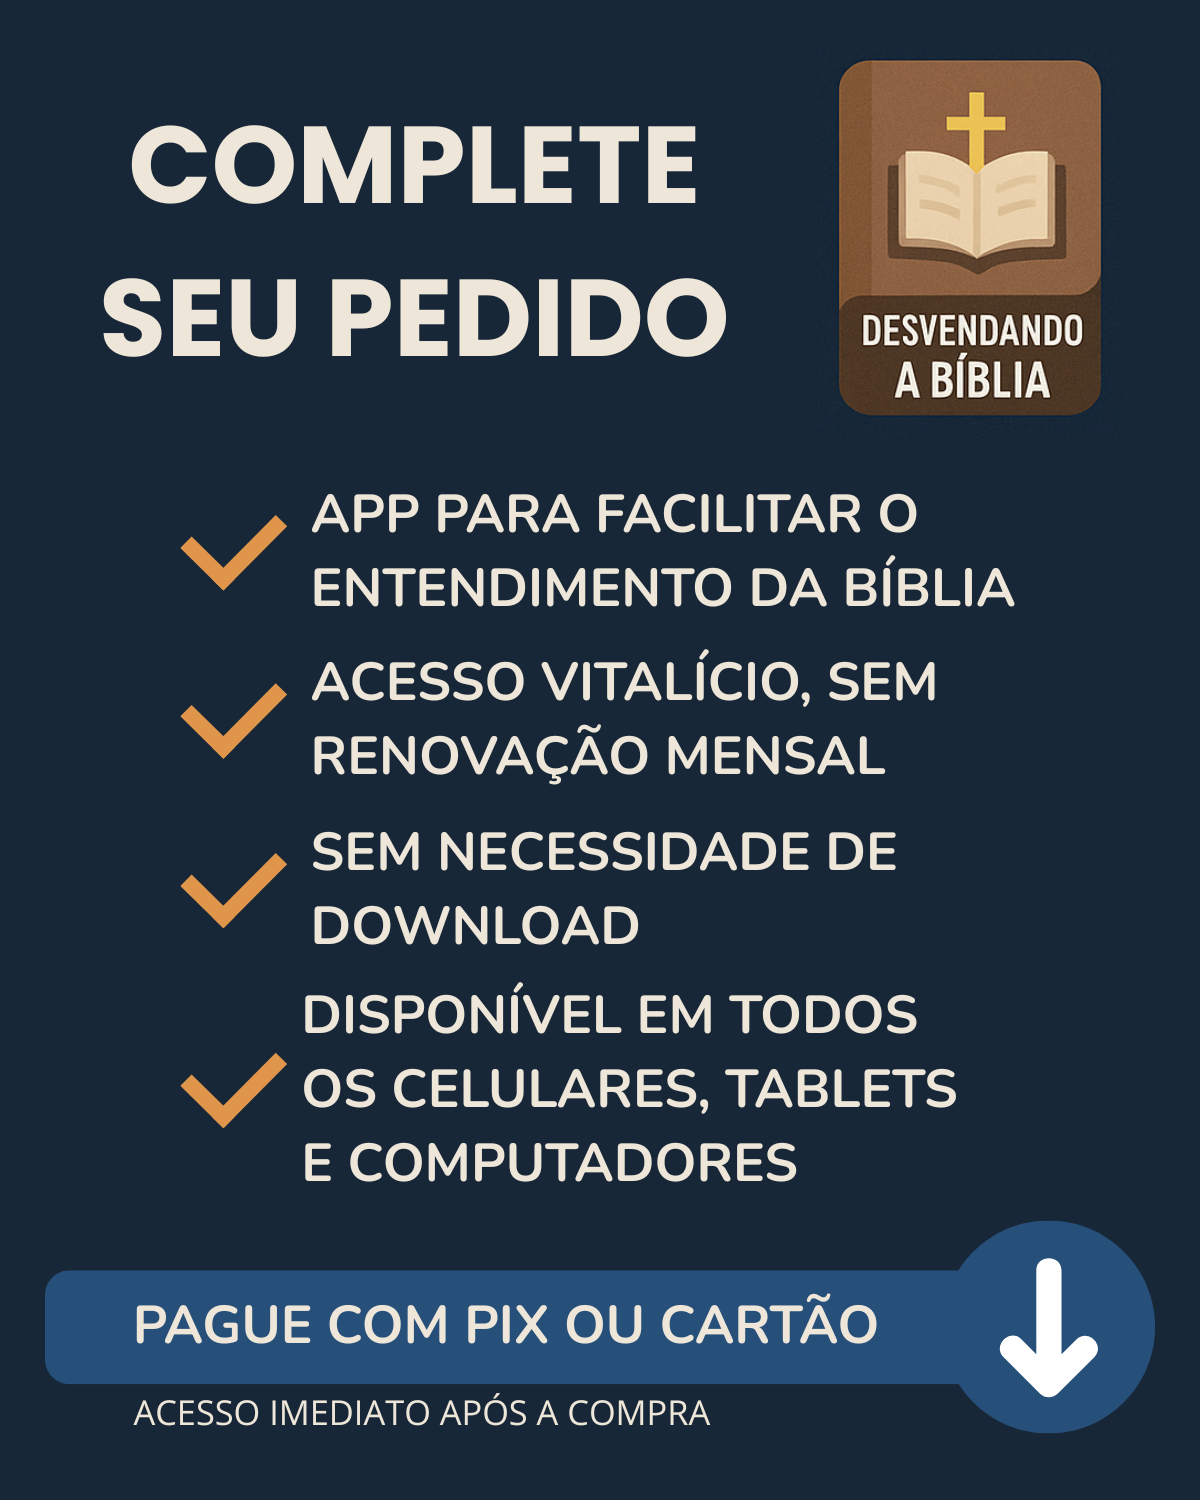 COMPLETE
SEU PEDIDO
DESVENDANDO
A BÍBLIA
APP PARA FACILITAR O
ENTENDIMENTO DA BÍBLIA
ACESSO VITALÍCIO, SEM
RENOVAÇÃO MENSAL
SEM NECESSIDADE DE
DOWNLOAD
DISPONÍVEL EM TODOS
OS CELULARES, TABLETS
E COMPUTADORES
PAGUE COM PIX OU CARTÃO
ACESSO IMEDIATO APÓS A COMPRA